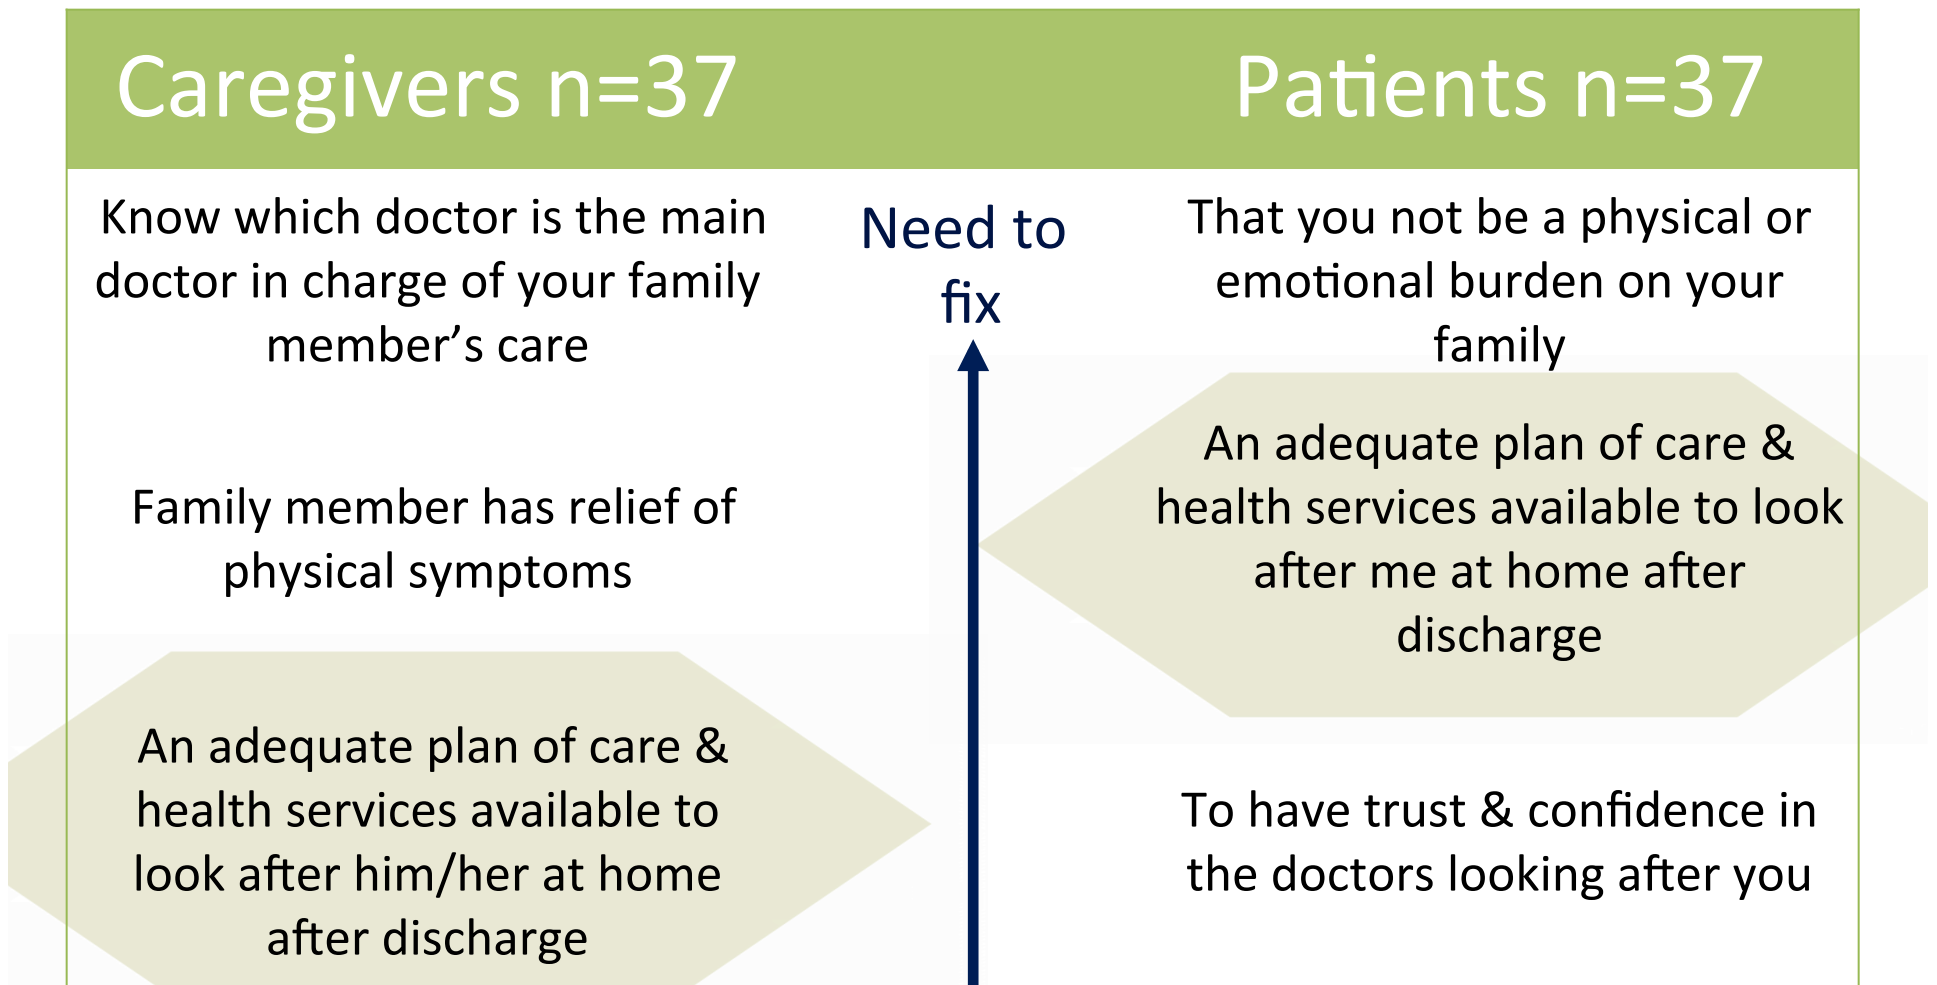 Caregivers n=37
Patients n=37
Know which doctor is the main
doctor in charge of your family
member’s care
Need to
fix
That you not be a physical or
emotional burden on your
family
Family member has relief of
physical symptoms
An adequate plan of care &
health services available to look
after me at home after
discharge
An adequate plan of care &
health services available to
look after him/her at home
after discharge
To have trust & confidence in
the doctors looking after you